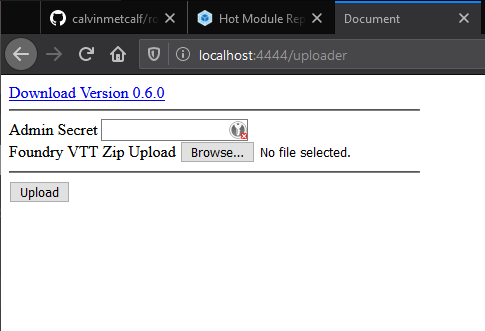 calvinmetcalf/ro
Hot Module Rep
Document
localhost:4444/uploader
Download Version 0.6.0
Admin Secret
Foundry VTT Zip Upload Browse... No file selected.
Upload